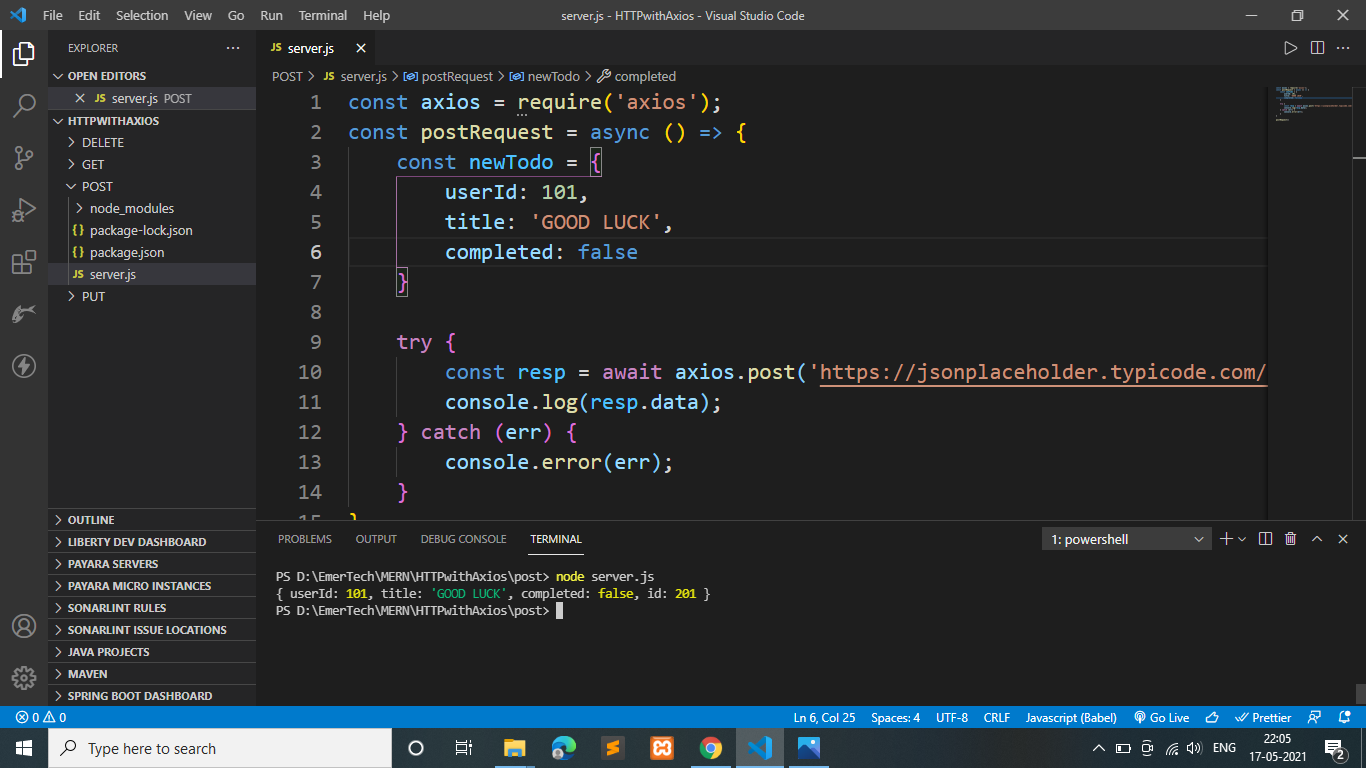 File Edit Selection View Go Run Terminal Help
server.js - HTTPwithAxios - Visual Studio Code
EXPLORER
OPEN EDITORS
JS server.js POST
HTTPWITHAXIOS
DELETE
GET
POST
node_modules
{} package-lock.json
{} package.json
JS server.js
PUT
OUTLINE
LIBERTY DEV DASHBOARD
PAYARA SERVERS
PAYARA MICRO INSTANCES
SONARLINT RULES
SONARLINT ISSUE LOCATIONS
JAVA PROJECTS
MAVEN
SPRING BOOT DASHBOARD
JS server.js
POST > JS server.js > postRequest > newTodo > completed
1 const axios = require('axios');
2 const postRequest = async () => {
3 const newTodo = {
4 userId: 101,
5 title: 'GOOD LUCK',
6 completed: false
7 }
8
9 try {
10 const resp = await axios.post('https://jsonplaceholder.typicode.com/
11 console.log(resp.data);
12 } catch (err) {
13 console.error(err);
14 }
15 }
PROBLEMS OUTPUT DEBUG CONSOLE TERMINAL
1: powershell
PS D:\EmerTech\MERN\HTTPwithAxios\post> node server.js
{ userId: 101, title: 'GOOD LUCK', completed: false, id: 201 }
PS D:\EmerTech\MERN\HTTPwithAxios\post>
0 0
Ln 6, Col 25 Spaces: 4 UTF-8 CRLF Javascript (Babel) Go Live Prettier
Type here to search
ENG
22:05
17-05-2021
2